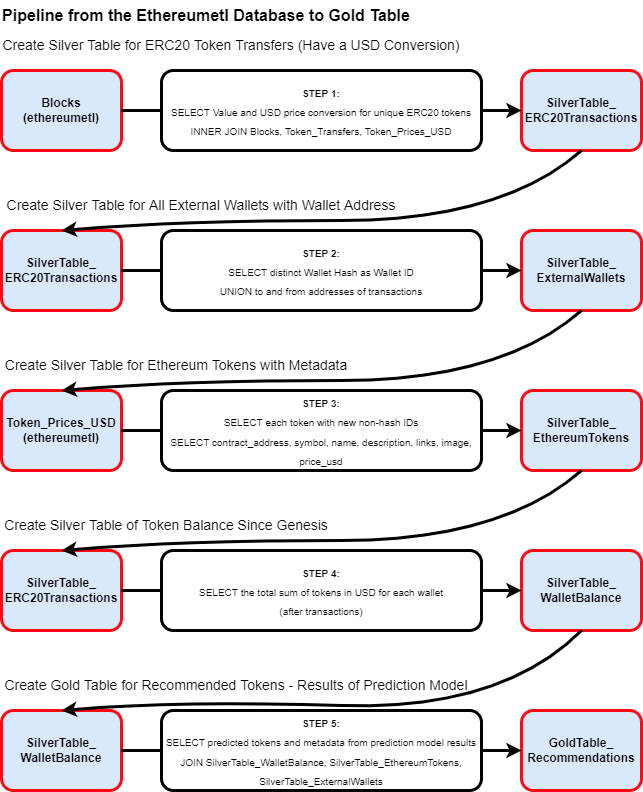 Pipeline from the Ethereumetl Database to Gold Table
Create Silver Table for ERC20 Token Transfers (Have a USD Conversion)
Blocks
(ethereumetl)
STEP 1:
SELECT Value and USD price conversion for unique ERC20 tokens
INNER JOIN Blocks, Token_Transfers, Token_Prices_USD
SilverTable_
ERC20Transactions
Create Silver Table for All External Wallets with Wallet Address
SilverTable_
ERC20Transactions
STEP 2:
SELECT distinct Wallet Hash as Wallet ID
UNION to and from addresses of transactions
SilverTable_
ExternalWallets
Create Silver Table for Ethereum Tokens with Metadata
Token_Prices_USD
(ethereumetl)
STEP 3:
SELECT each token with new non-hash IDs
SELECT contract_address, symbol, name, description, links, image,
price_usd
SilverTable_
EthereumTokens
Create Silver Table of Token Balance Since Genesis
SilverTable_
ERC20Transactions
STEP 4:
SELECT the total sum of tokens in USD for each wallet
(after transactions)
SilverTable_
WalletBalance
Create Gold Table for Recommended Tokens - Results of Prediction Model
SilverTable_
WalletBalance
STEP 5:
SELECT predicted tokens and metadata from prediction model results
JOIN SilverTable_WalletBalance, SilverTable_EthereumTokens,
SilverTable_ExternalWallets
GoldTable_
Recommendations